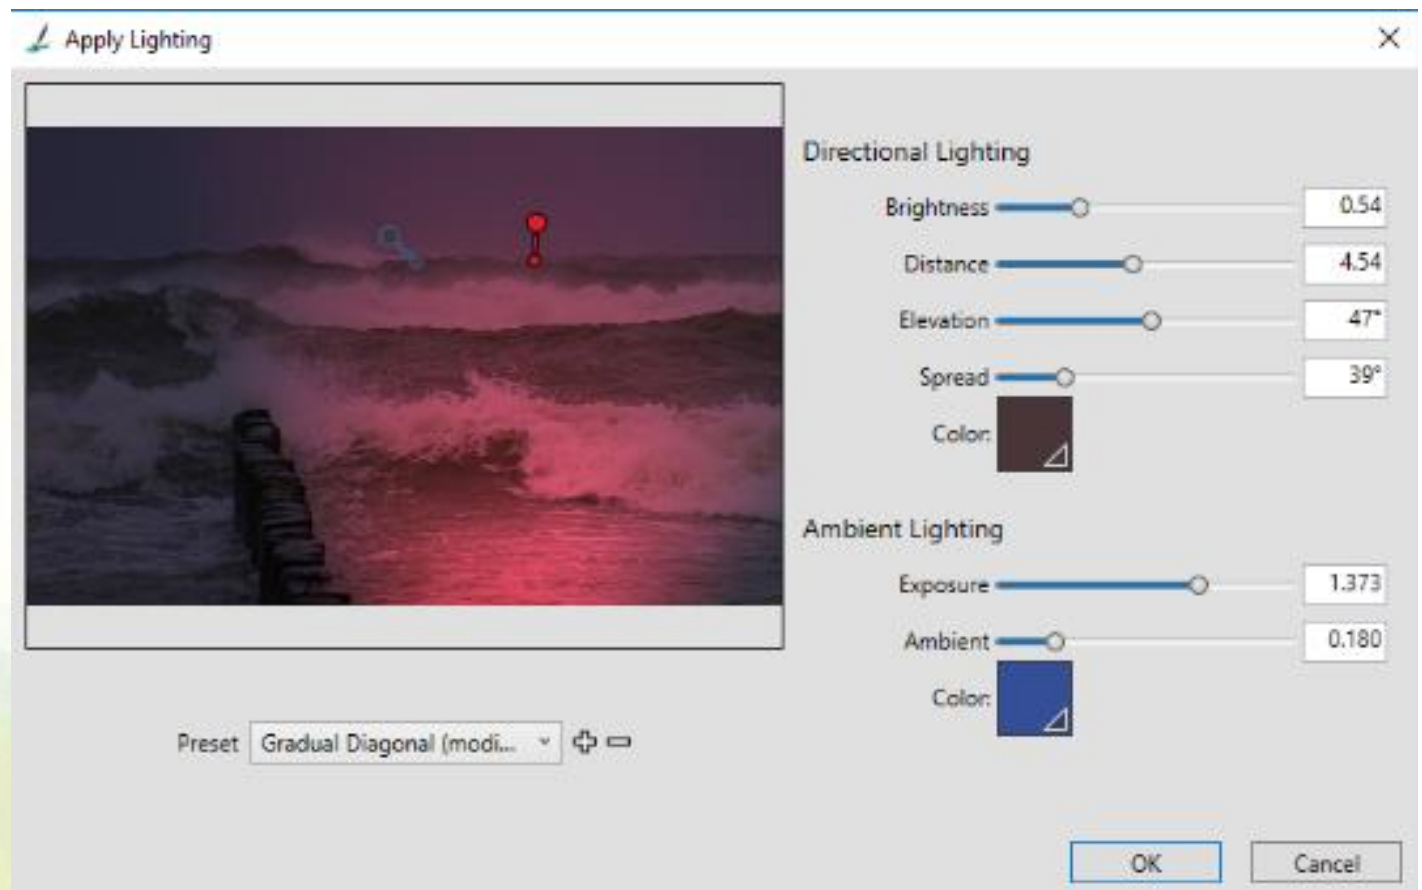 Apply Lighting
Directional Lighting
Brightness 0.54
Distance 4.54
Elevation 47°
Spread 39°
Color:
Ambient Lighting
Exposure 1.373
Ambient 0.180
Color:
Preset Gradual Diagonal (modi...
OK Cancel